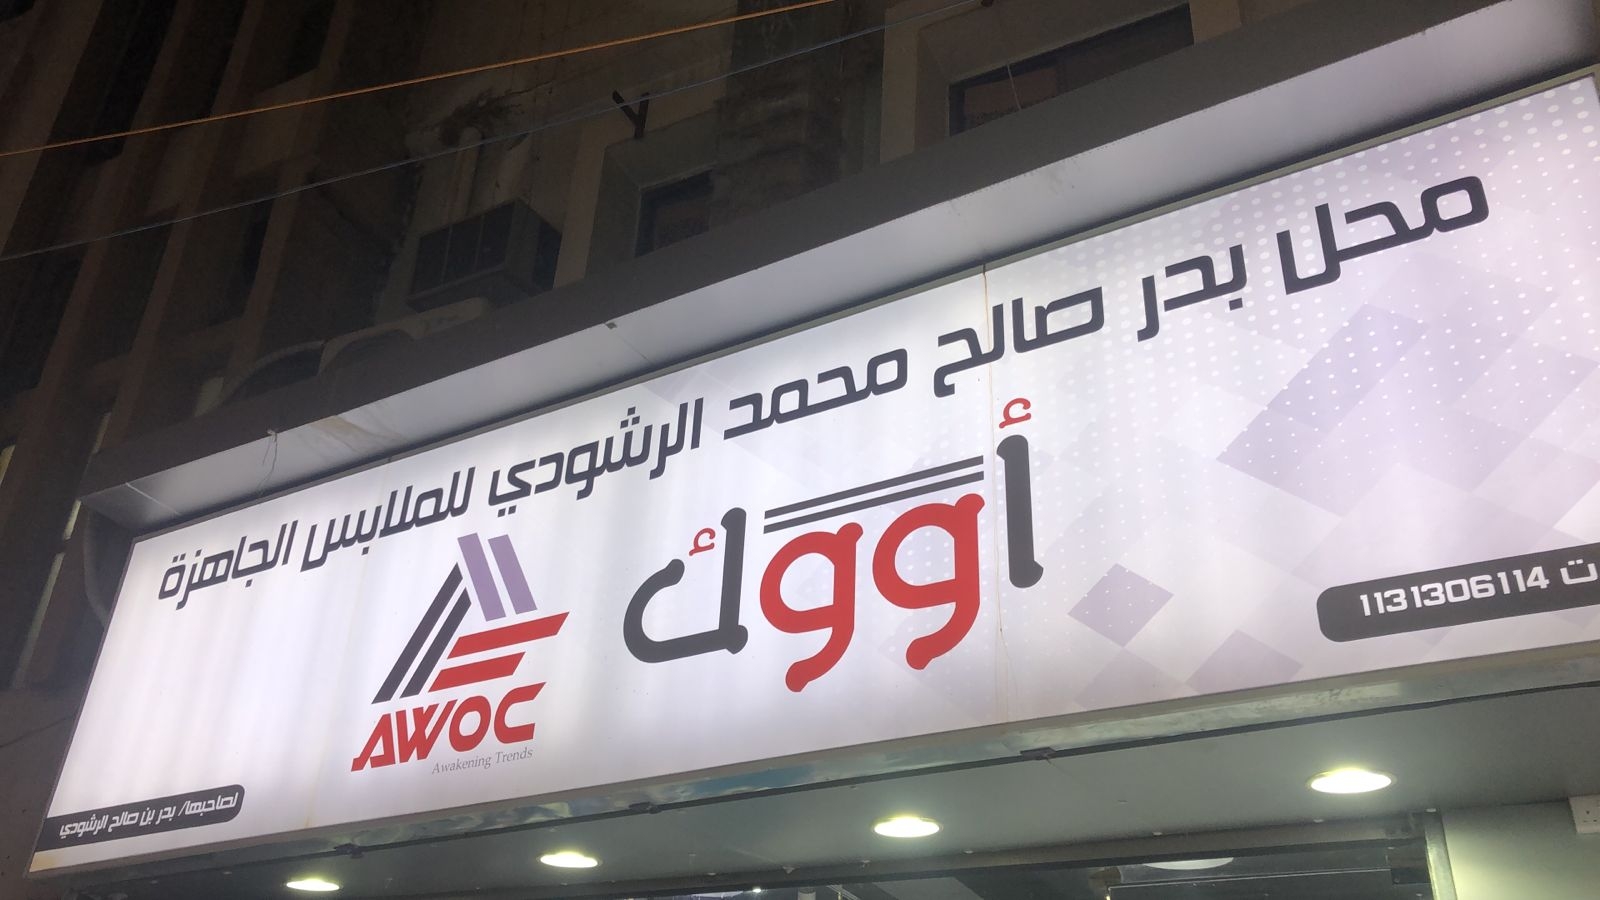 محل بدر صالح محمد الرشودي للملابس الجاهزة
أووك
AWOC
Awakening Trends
لصاحبها/ بدر بن صالح الرشودي
1131306114